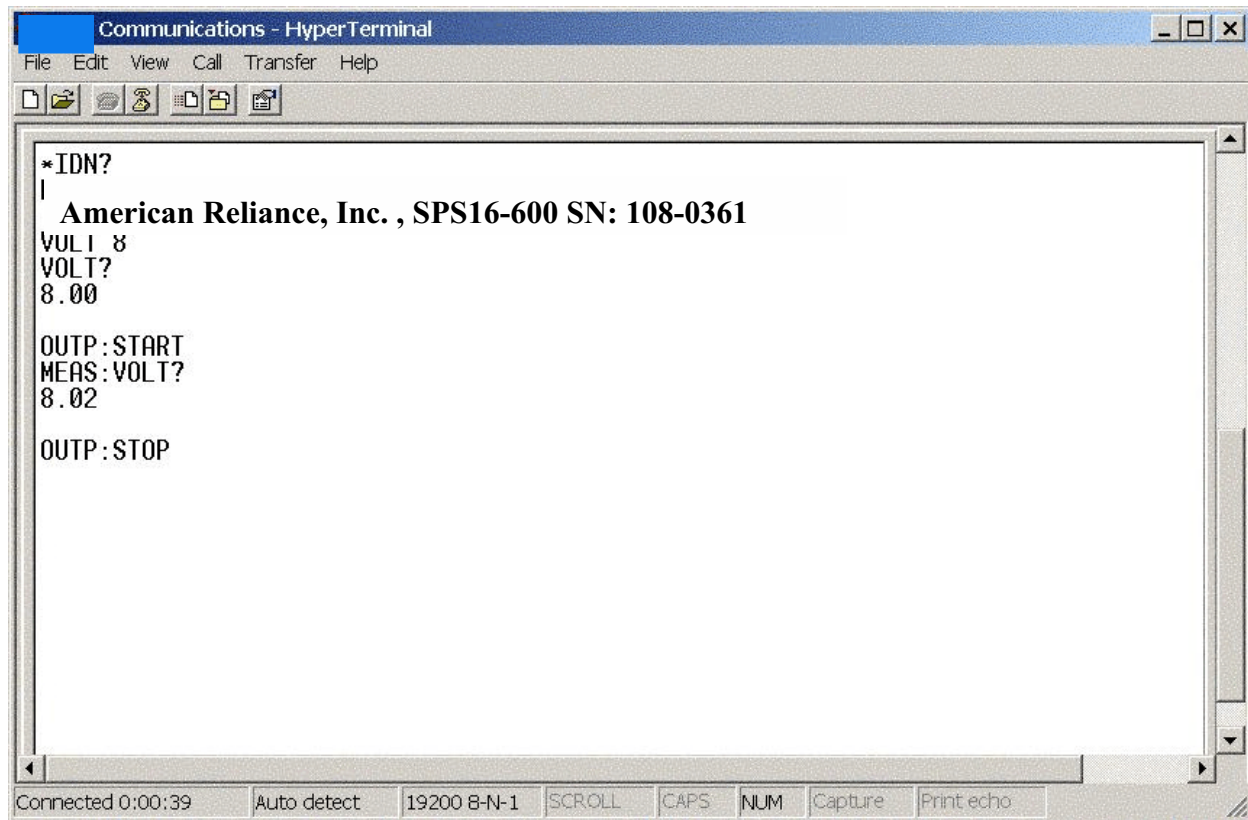 Communications - HyperTerminal
File Edit View Call Transfer Help
*IDN?
American Reliance, Inc. , SPS16-600 SN: 108-0361
VOLT 8
VOLT?
8.00
OUTP:START
MEAS:VOLT?
8.02
OUTP:STOP
Connected 0:00:39 Auto detect 19200 8-N-1 SCROLL CAPS NUM Capture Print echo